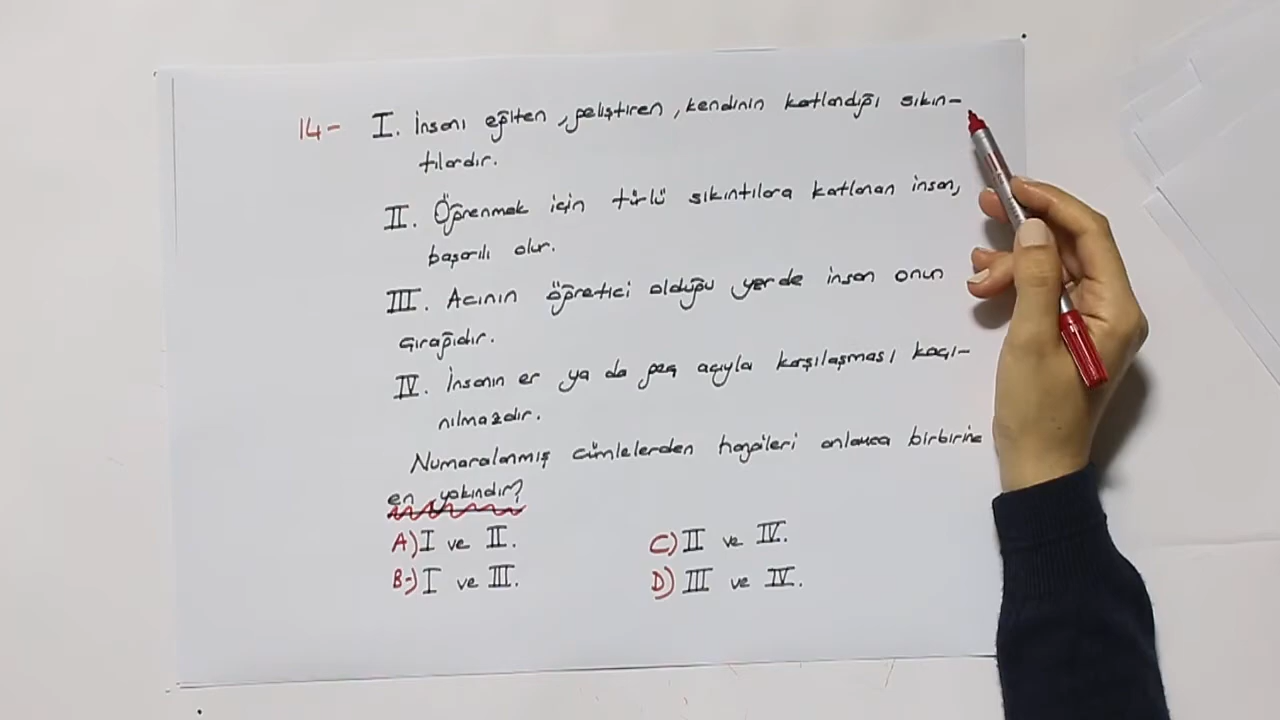 14- I. İnsanı eğiten, geliştiren, kendinin katlandığı sıkın-
tılardır.
II. Öğrenmek için türlü sıkıntılara katlanan insan,
başarılı olur.
III. Acının öğretici olduğu yerde insan onun
çırağıdır.
IV. İnsanın er ya da geç acıyla karşılaşması kaçı-
nılmazdır.
Numaralanmış cümlelerden hangileri anlamca birbirine
en yakındır?
A) I ve II. C) II ve IV.
B-) I ve III. D) III ve IV.